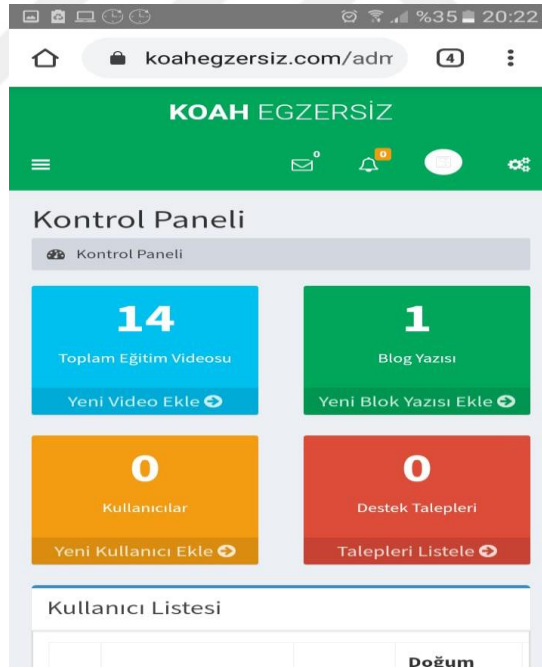 %35 20:22
koahegzersiz.com/adm 4
KOAH EGZERSİZ
0 0
Kontrol Paneli
Kontrol Paneli
14 1
Toplam Eğitim Videosu Blog Yazısı
Yeni Video Ekle Yeni Blok Yazısı Ekle
0 0
Kullanıcılar Destek Talepleri
Yeni Kullanıcı Ekle Talepleri Listele
Kullanıcı Listesi
Doğum